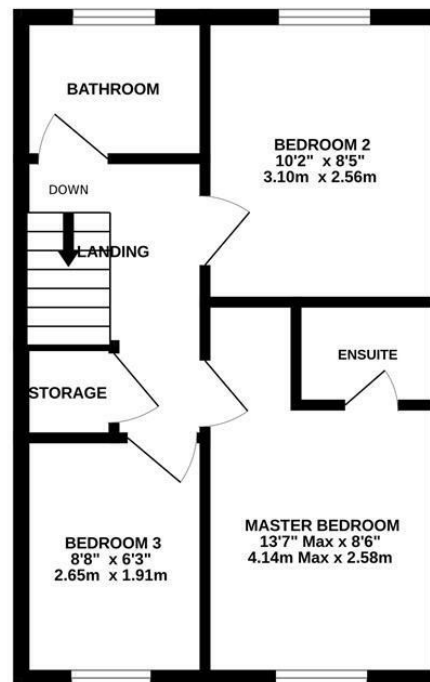 BATHROOM
BEDROOM 2
10'2" x 8'5"
3.10m x 2.56m
DOWN
LANDING
ENSUITE
STORAGE
MASTER BEDROOM
13'7" Max x 8'6"
4.14m Max x 2.58m
BEDROOM 3
8'8" x 6'3"
2.65m x 1.91m